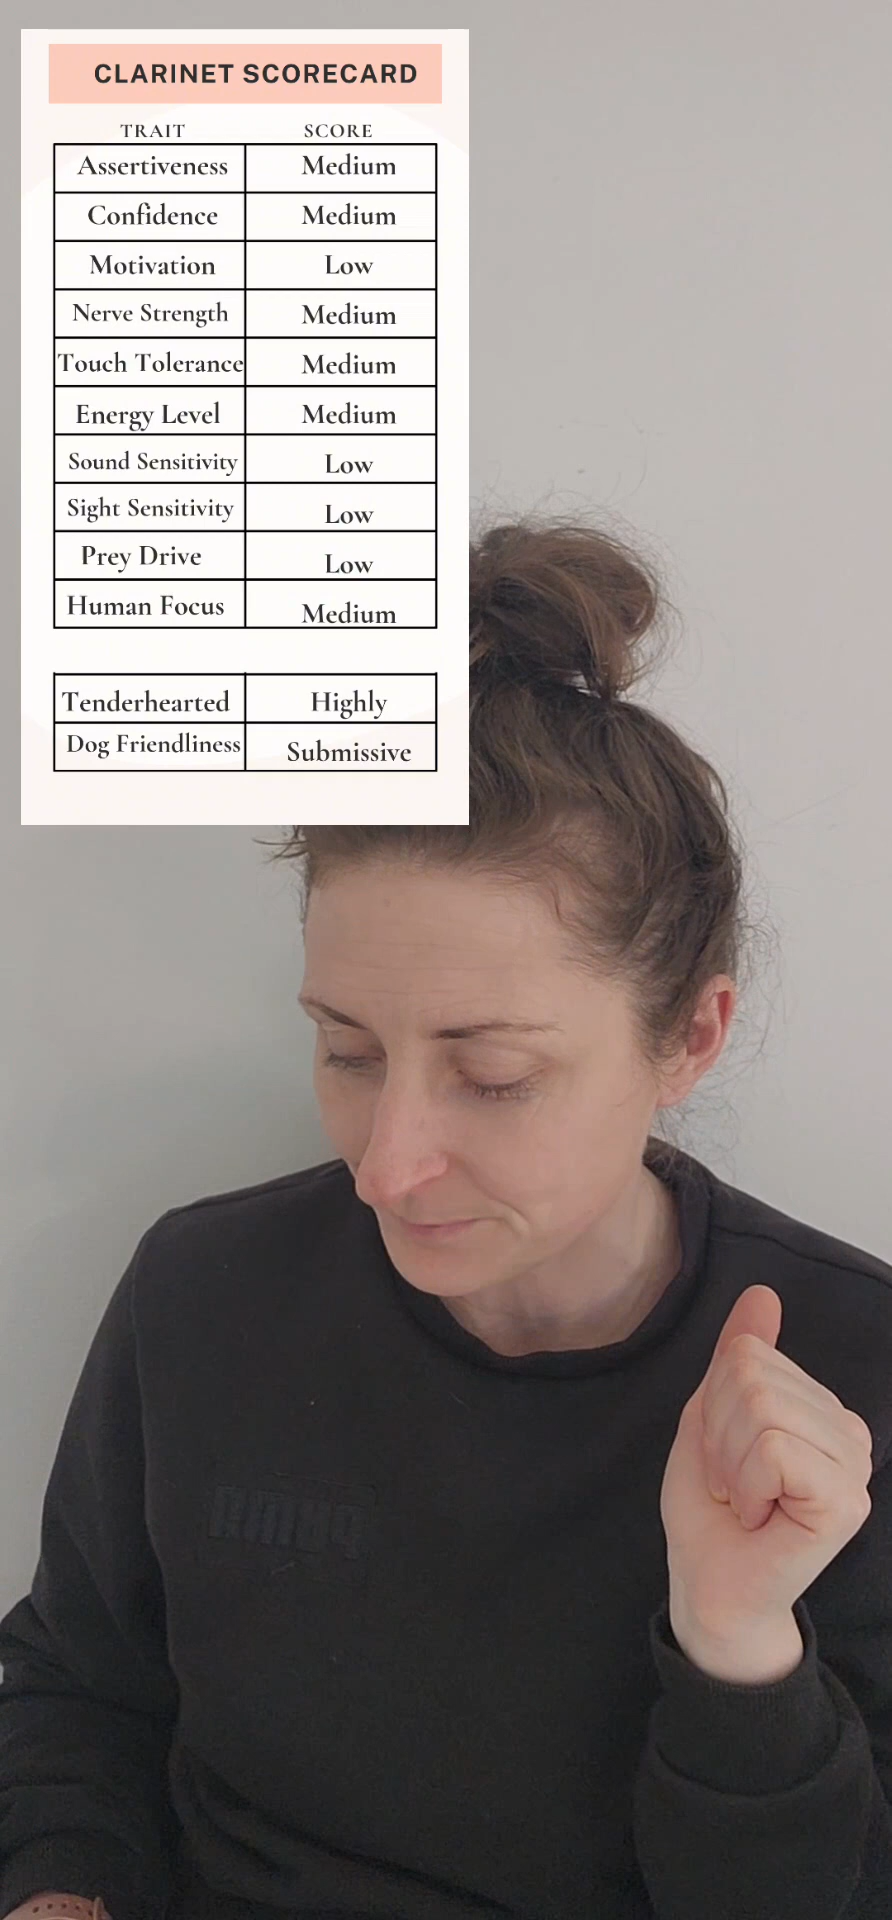 CLARINET SCORECARD
TRAIT SCORE
Assertiveness Medium
Confidence Medium
Motivation Low
Nerve Strength Medium
Touch Tolerance Medium
Energy Level Medium
Sound Sensitivity Low
Sight Sensitivity Low
Prey Drive Low
Human Focus Medium
Tenderhearted Highly
Dog Friendliness Submissive
puma